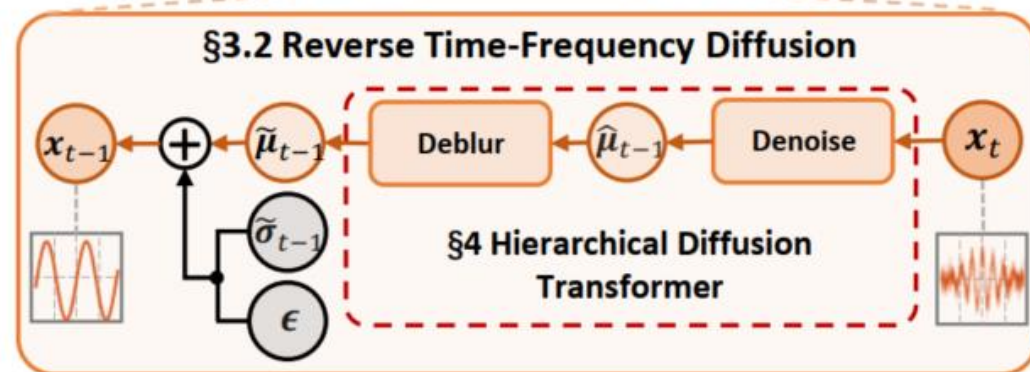 §3.2 Reverse Time-Frequency Diffusion
x_{t-1} + μ̃_{t-1} Deblur μ̂_{t-1} Denoise x_t
σ̃_{t-1}
§4 Hierarchical Diffusion
Transformer
ϵ